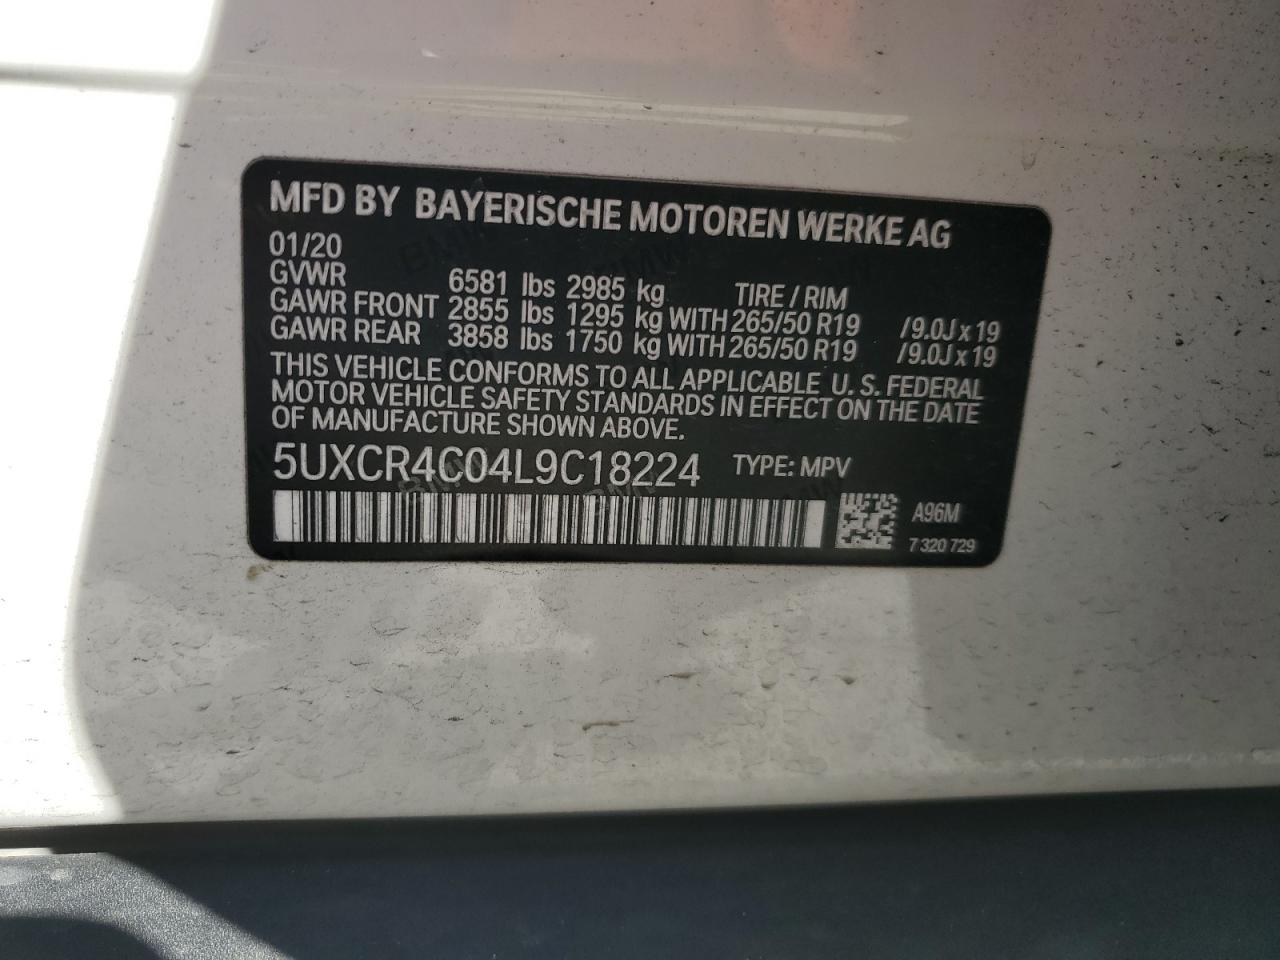 MFD BY BAYERISCHE MOTOREN WERKE AG
01/20
GVWR 6581 lbs 2985 kg TIRE / RIM
GAWR FRONT 2855 lbs 1295 kg WITH 265/50 R19 /9.0J x 19
GAWR REAR 3858 lbs 1750 kg WITH 265/50 R19 /9.0J x 19
THIS VEHICLE CONFORMS TO ALL APPLICABLE U.S. FEDERAL
MOTOR VEHICLE SAFETY STANDARDS IN EFFECT ON THE DATE
OF MANUFACTURE SHOWN ABOVE.
5UXCR4C04L9C18224 TYPE: MPV
A96M
7 320 729